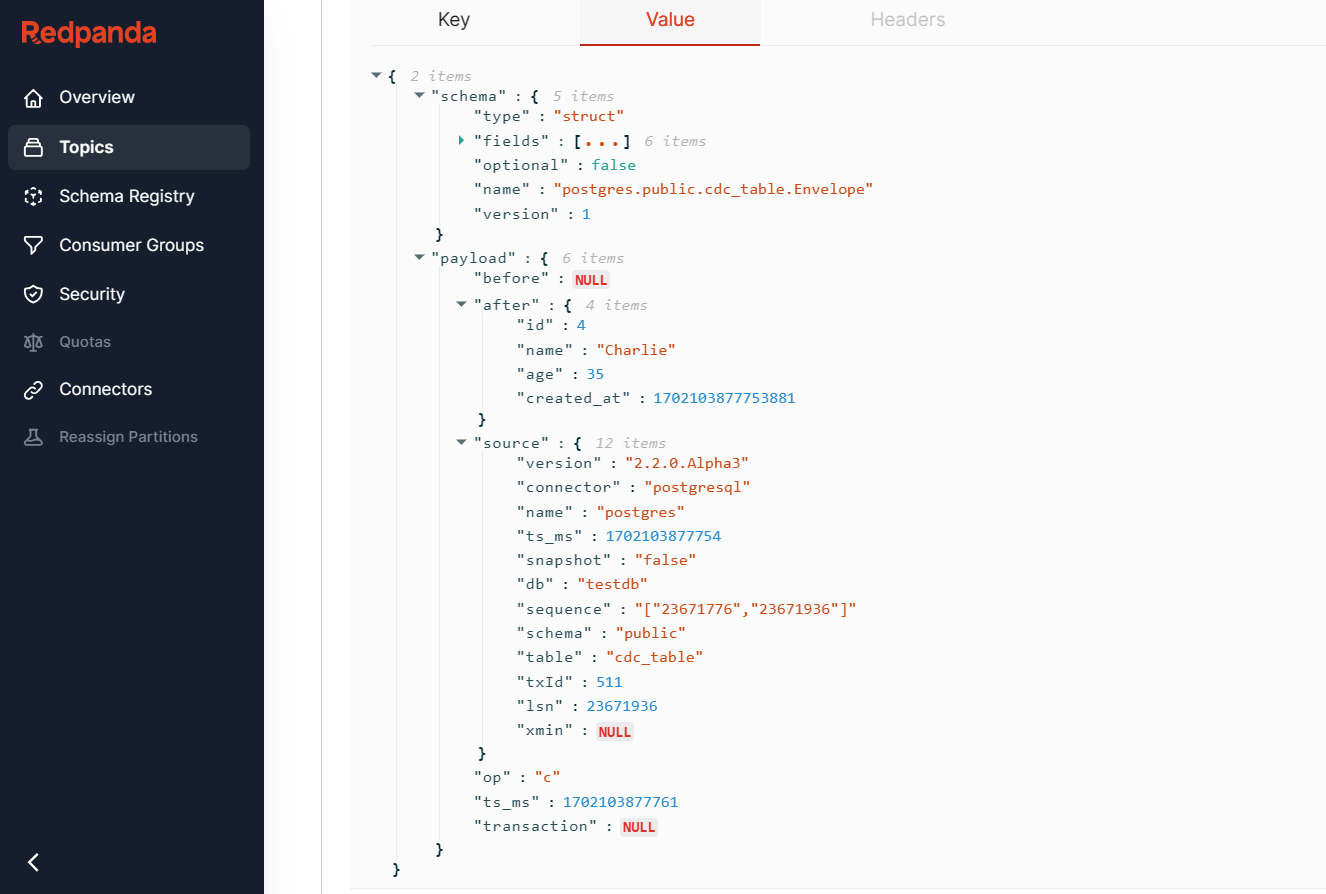 Redpanda
Overview
Topics
Schema Registry
Consumer Groups
Security
Quotas
Connectors
Reassign Partitions
Key Value Headers
{ 2 items
"schema" : { 5 items
"type" : "struct"
"fields" : [...] 6 items
"optional" : false
"name" : "postgres.public.cdc_table.Envelope"
"version" : 1
}
"payload" : { 6 items
"before" : NULL
"after" : { 4 items
"id" : 4
"name" : "Charlie"
"age" : 35
"created_at" : 1702103877753881
}
"source" : { 12 items
"version" : "2.2.0.Alpha3"
"connector" : "postgresql"
"name" : "postgres"
"ts_ms" : 1702103877754
"snapshot" : "false"
"db" : "testdb"
"sequence" : "["23671776","23671936"]"
"schema" : "public"
"table" : "cdc_table"
"txId" : 511
"lsn" : 23671936
"xmin" : NULL
}
"op" : "c"
"ts_ms" : 1702103877761
"transaction" : NULL
}
}